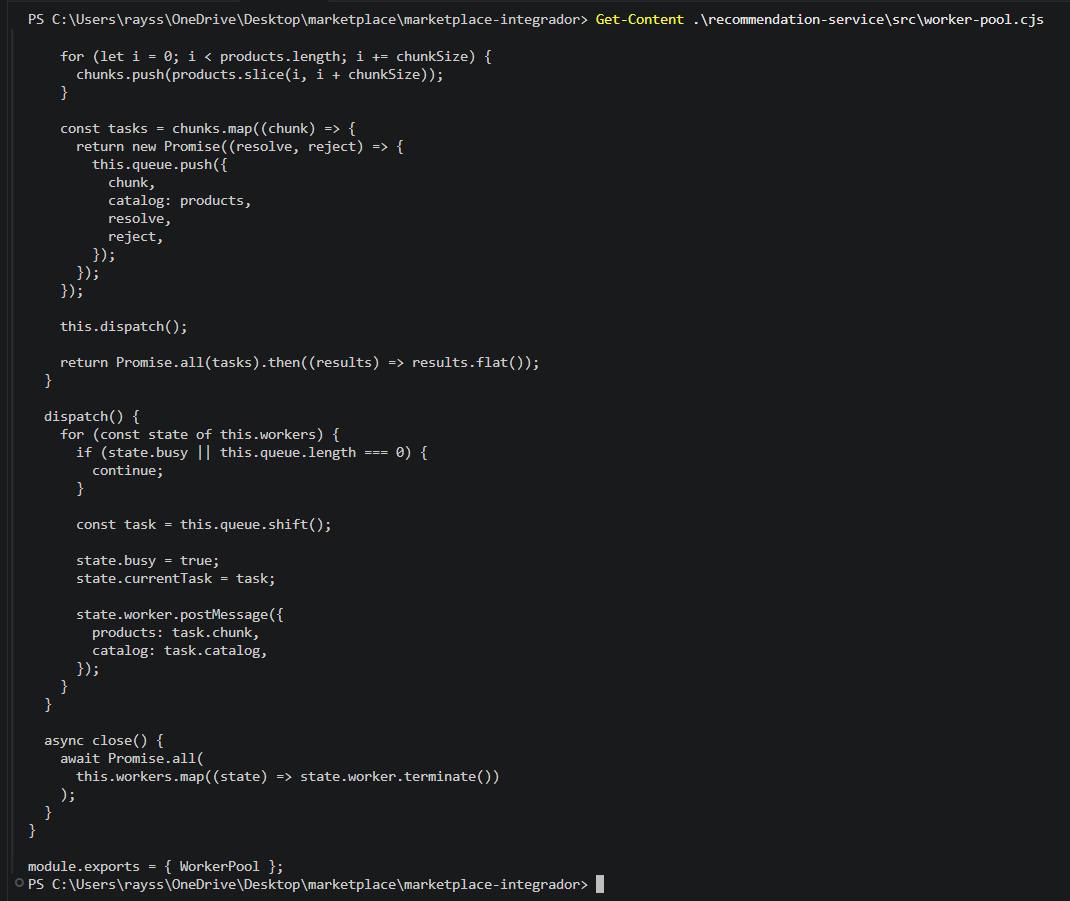 PS C:\Users\rayss\OneDrive\Desktop\marketplace\marketplace-integrador> Get-Content .\recommendation-service\src\worker-pool.cjs
for (let i = 0; i < products.length; i += chunkSize) {
chunks.push(products.slice(i, i + chunkSize));
}
const tasks = chunks.map((chunk) => {
return new Promise((resolve, reject) => {
this.queue.push({
chunk,
catalog: products,
resolve,
reject,
});
});
});
this.dispatch();
return Promise.all(tasks).then((results) => results.flat());
}
dispatch() {
for (const state of this.workers) {
if (state.busy || this.queue.length === 0) {
continue;
}
const task = this.queue.shift();
state.busy = true;
state.currentTask = task;
state.worker.postMessage({
products: task.chunk,
catalog: task.catalog,
});
}
}
async close() {
await Promise.all(
this.workers.map((state) => state.worker.terminate())
);
}
}
module.exports = { WorkerPool };
PS C:\Users\rayss\OneDrive\Desktop\marketplace\marketplace-integrador>